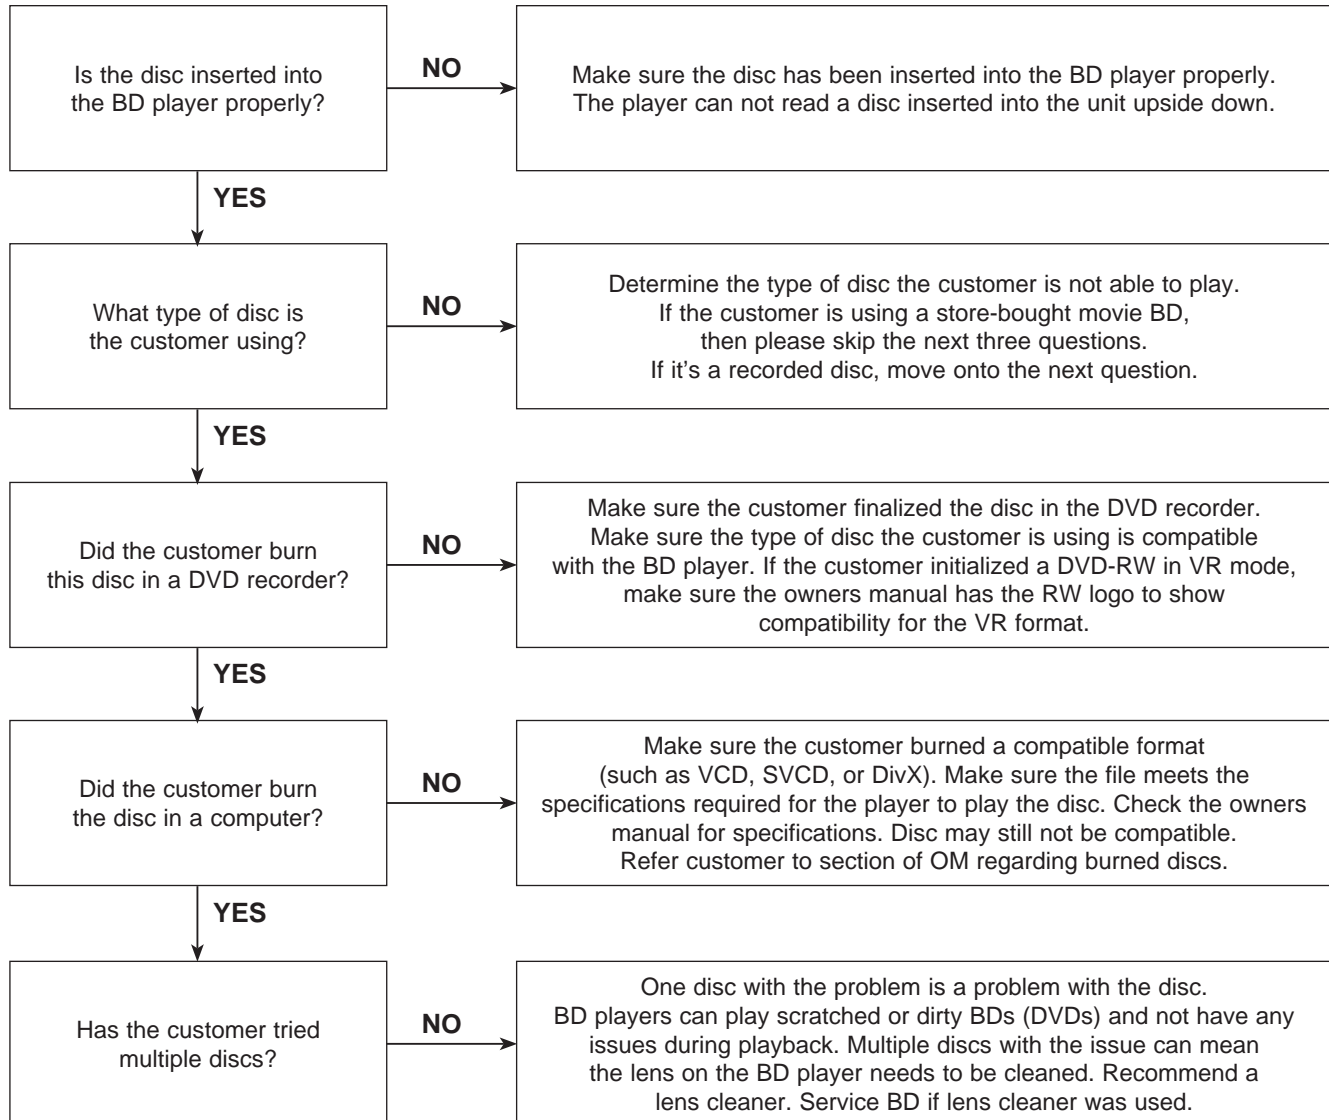 Is the disc inserted into
the BD player properly?
NO
Make sure the disc has been inserted into the BD player properly.
The player can not read a disc inserted into the unit upside down.
YES
What type of disc is
the customer using?
NO
Determine the type of disc the customer is not able to play.
If the customer is using a store-bought movie BD,
then please skip the next three questions.
If it's a recorded disc, move onto the next question.
YES
Did the customer burn
this disc in a DVD recorder?
NO
Make sure the customer finalized the disc in the DVD recorder.
Make sure the type of disc the customer is using is compatible
with the BD player. If the customer initialized a DVD-RW in VR mode,
make sure the owners manual has the RW logo to show
compatibility for the VR format.
YES
Did the customer burn
the disc in a computer?
NO
Make sure the customer burned a compatible format
(such as VCD, SVCD, or DivX). Make sure the file meets the
specifications required for the player to play the disc. Check the owners
manual for specifications. Disc may still not be compatible.
Refer customer to section of OM regarding burned discs.
YES
Has the customer tried
multiple discs?
NO
One disc with the problem is a problem with the disc.
BD players can play scratched or dirty BDs (DVDs) and not have any
issues during playback. Multiple discs with the issue can mean
the lens on the BD player needs to be cleaned. Recommend a
lens cleaner. Service BD if lens cleaner was used.